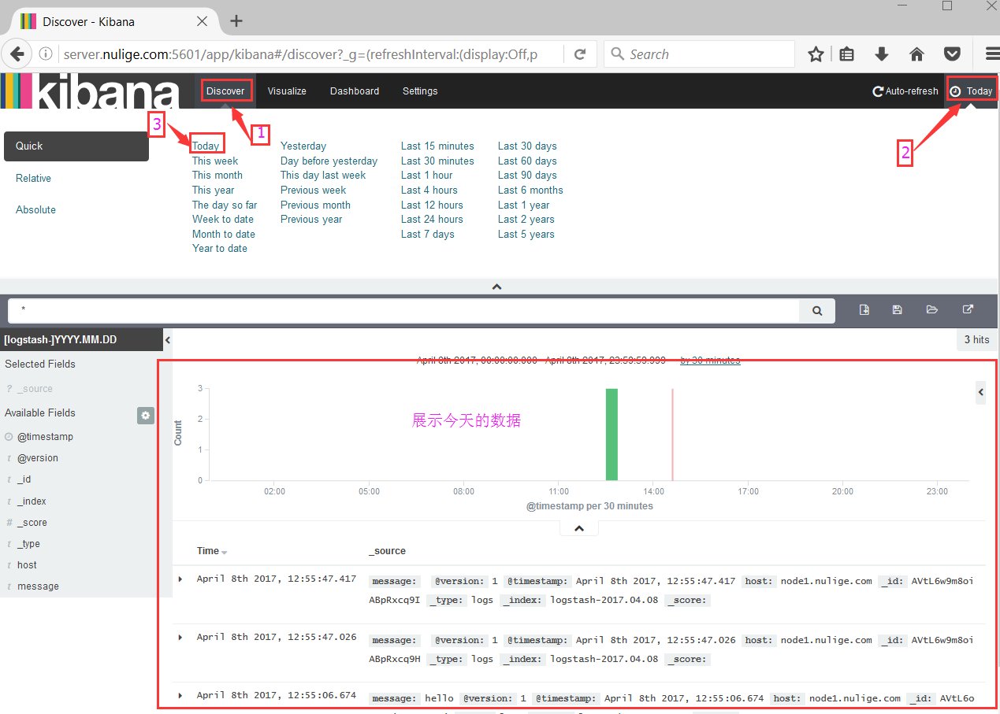 Discover - Kibana
server.nulige.com:5601/app/kibana#/discover?_g=(refreshInterval:(display:Off,p
Search
kibana Discover Visualize Dashboard Settings Auto-refresh Today
3 1 2
Quick
Relative
Absolute
Today Yesterday Last 15 minutes Last 30 days
This week Day before yesterday Last 30 minutes Last 60 days
This month This day last week Last 1 hour Last 90 days
This year Previous week Last 4 hours Last 6 months
The day so far Previous month Last 12 hours Last 1 year
Week to date Previous year Last 24 hours Last 2 years
Month to date Last 7 days Last 5 years
Year to date
*
[logstash-]YYYY.MM.DD
3 hits
Selected Fields
? _source
Available Fields
@timestamp
t @version
t _id
t _index
# _score
t _type
t host
t message
April 8th 2017, 00:00:00.000 - April 8th 2017, 23:59:59.999 by 30 minutes
展示今天的数据
Count
3
2
1
0
02:00 05:00 08:00 11:00 14:00 17:00 20:00 23:00
@timestamp per 30 minutes
Time _source
April 8th 2017, 12:55:47.417 message: @version: 1 @timestamp: April 8th 2017, 12:55:47.417 host: node1.nulige.com _id: AVtL6w9m8oi
ABpRxcq9I _type: logs _index: logstash-2017.04.08 _score:
April 8th 2017, 12:55:47.026 message: @version: 1 @timestamp: April 8th 2017, 12:55:47.026 host: node1.nulige.com _id: AVtL6w9m8oi
ABpRxcq9H _type: logs _index: logstash-2017.04.08 _score:
April 8th 2017, 12:55:06.674 message: hello @version: 1 @timestamp: April 8th 2017, 12:55:06.674 host: node1.nulige.com _id: AVtL6o